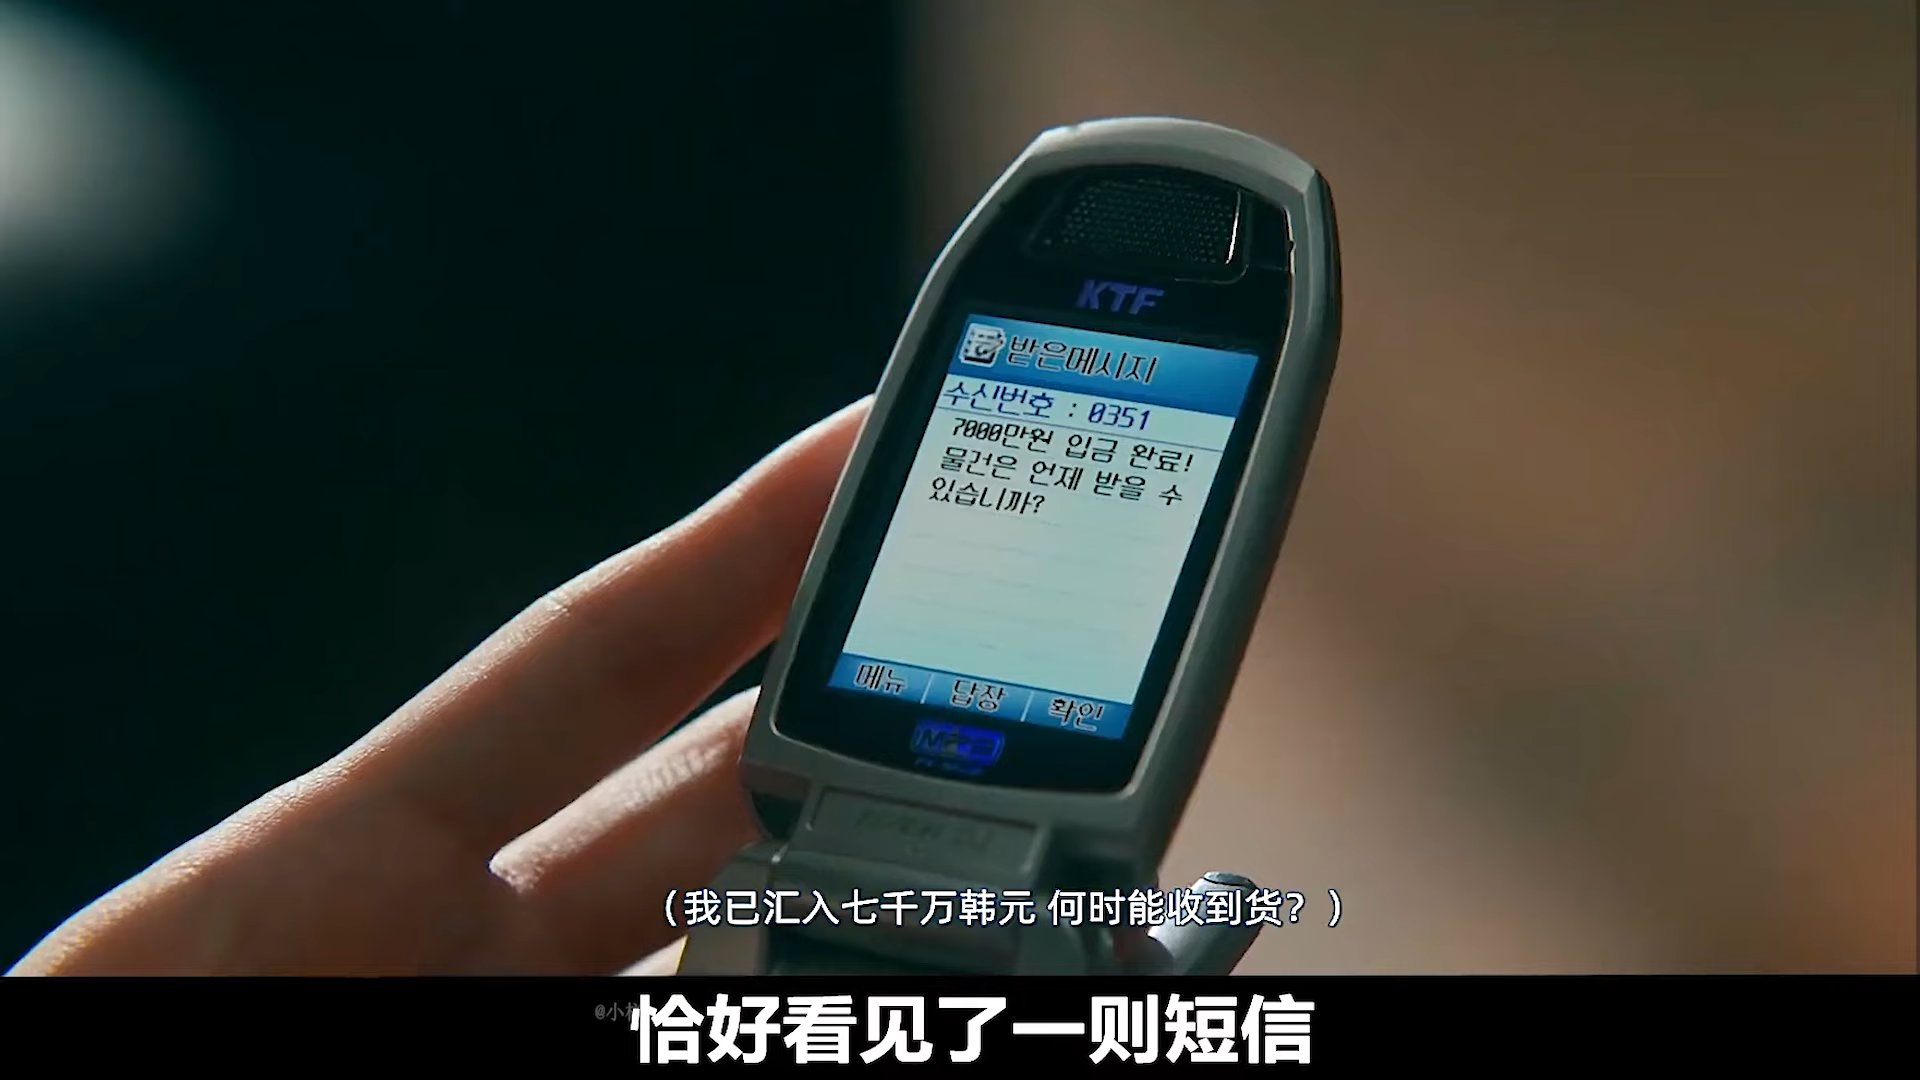 KTF
받은메시지
수신번호 : 0351
7000만원 입금 완료!
물건은 언제 받을 수
있습니까?
메뉴 답장 확인
（我已汇入七千万韩元 何时能收到货？）
@小
恰好看见了一则短信